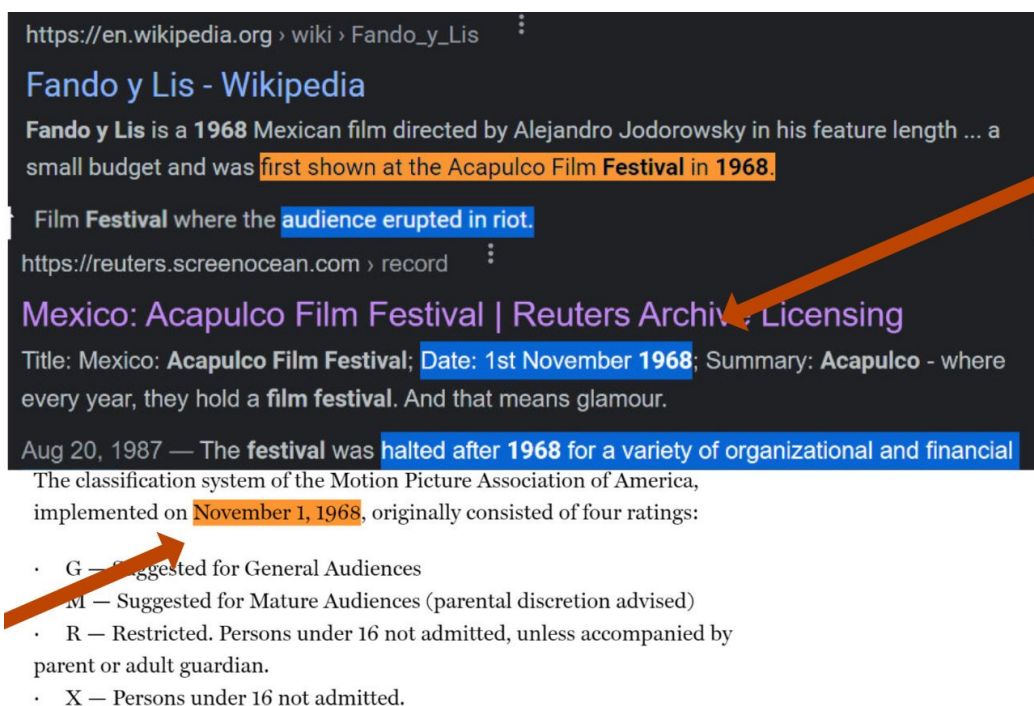 https://en.wikipedia.org › wiki › Fando_y_Lis
Fando y Lis - Wikipedia
Fando y Lis is a 1968 Mexican film directed by Alejandro Jodorowsky in his feature length ... a
small budget and was first shown at the Acapulco Film Festival in 1968.
Film Festival where the audience erupted in riot.
https://reuters.screenocean.com › record
Mexico: Acapulco Film Festival | Reuters Archive Licensing
Title: Mexico: Acapulco Film Festival; Date: 1st November 1968; Summary: Acapulco - where
every year, they hold a film festival. And that means glamour.
Aug 20, 1987 — The festival was halted after 1968 for a variety of organizational and financial
The classification system of the Motion Picture Association of America,
implemented on November 1, 1968, originally consisted of four ratings:
· G — Suggested for General Audiences
· M — Suggested for Mature Audiences (parental discretion advised)
· R — Restricted. Persons under 16 not admitted, unless accompanied by
parent or adult guardian.
· X — Persons under 16 not admitted.